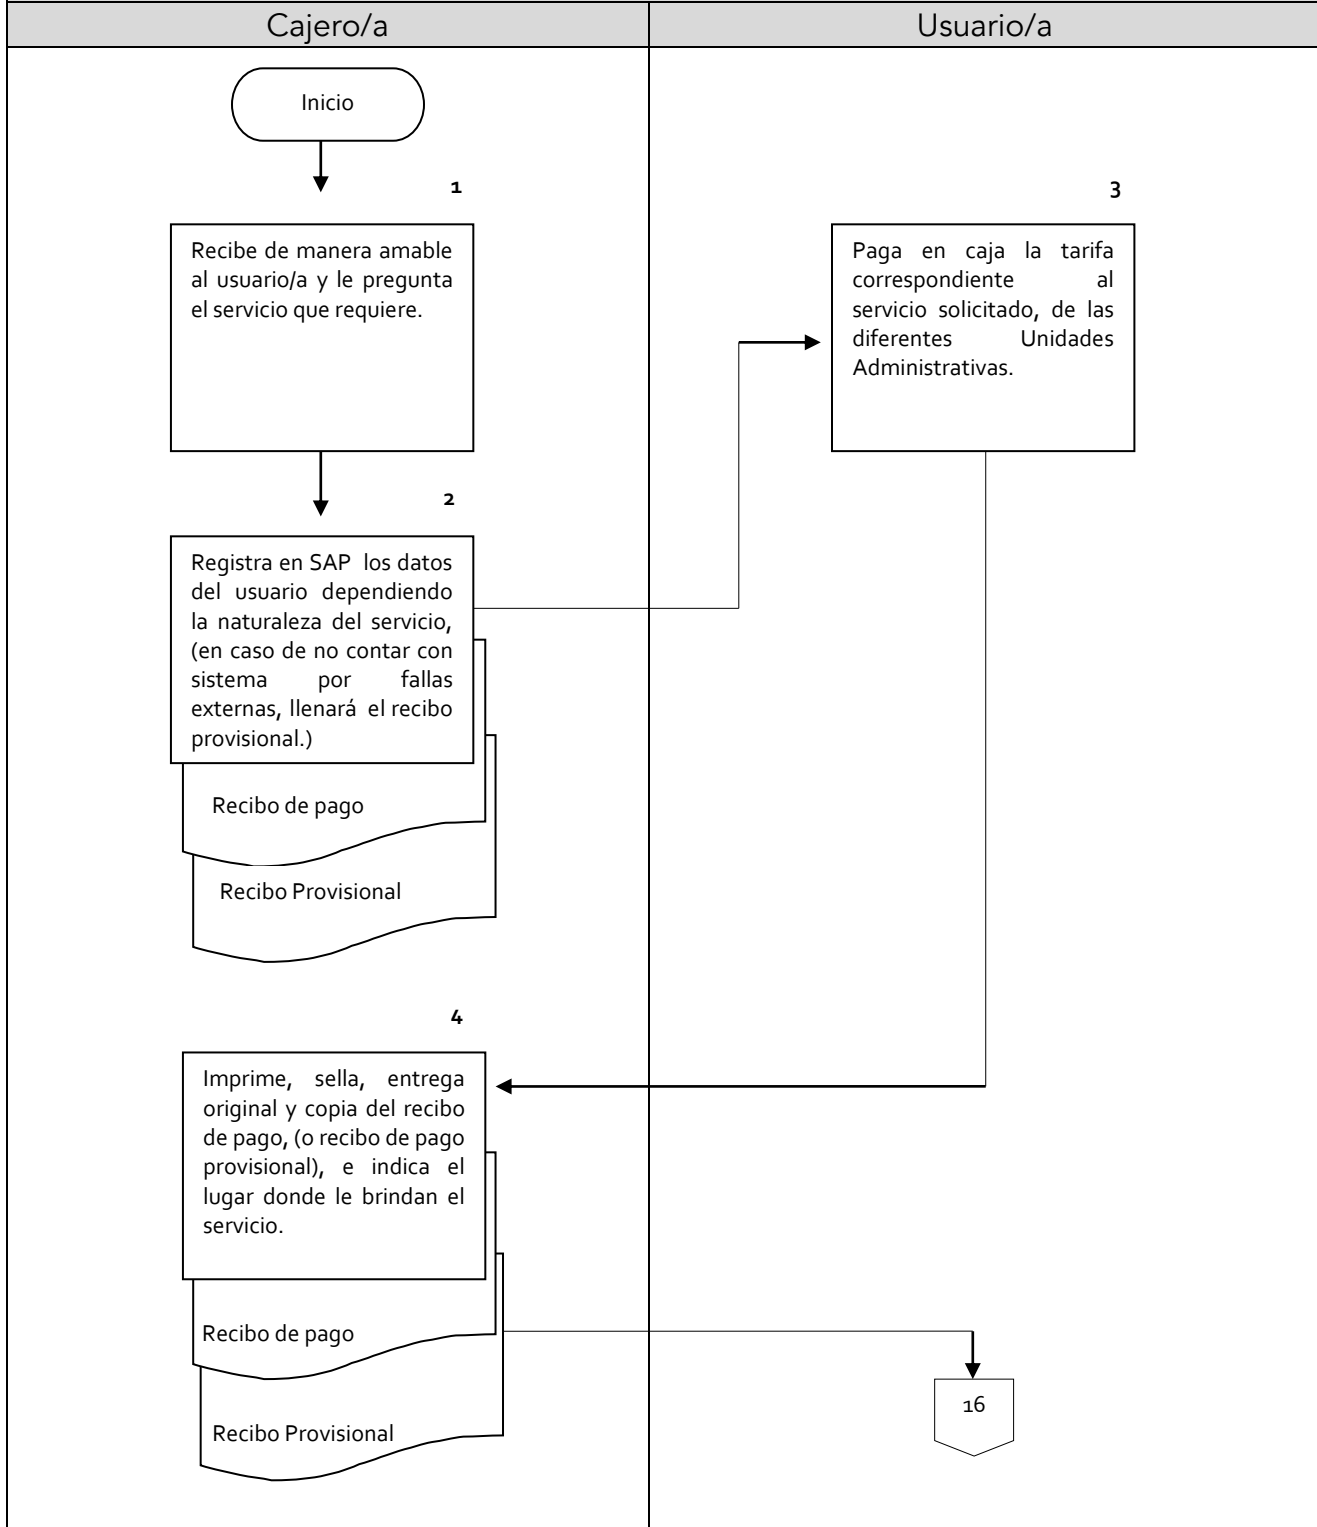 Cajero/a
Usuario/a
Inicio
1
Recibe de manera amable
al usuario/a y le pregunta
el servicio que requiere.
2
Registra en SAP los datos
del usuario dependiendo
la naturaleza del servicio,
(en caso de no contar con
sistema por fallas
externas, llenará el recibo
provisional.)
Recibo de pago
Recibo Provisional
3
Paga en caja la tarifa
correspondiente al
servicio solicitado, de las
diferentes Unidades
Administrativas.
4
Imprime, sella, entrega
original y copia del recibo
de pago, (o recibo de pago
provisional), e indica el
lugar donde le brindan el
servicio.
Recibo de pago
Recibo Provisional
16